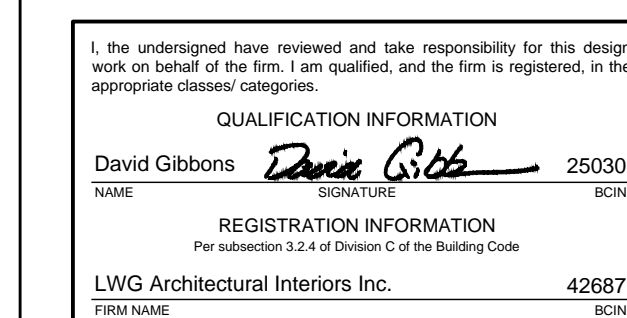 I, the undersigned have reviewed and take responsibility for this design
work on behalf of the firm. I am qualified, and the firm is registered, in the
appropriate classes/ categories.
QUALIFICATION INFORMATION
David Gibbons David Gibb 25030
NAME SIGNATURE BCIN
REGISTRATION INFORMATION
Per subsection 3.2.4 of Division C of the Building Code
LWG Architectural Interiors Inc. 42687
FIRM NAME BCIN